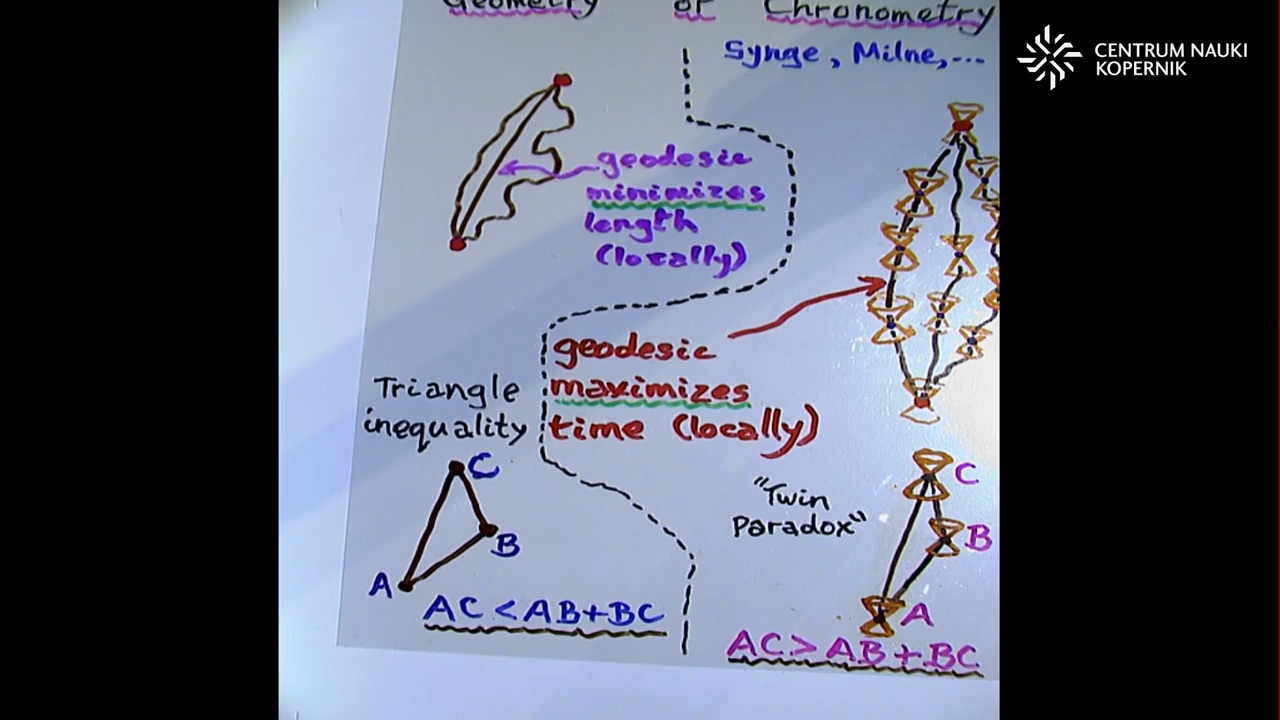 Geometry or Chronometry
Synge, Milne,...
geodesic
minimizes
length
(locally)
geodesic
maximizes
time (locally)
Triangle
inequality
C
B
A
AC < AB+BC
"Twin
Paradox"
C
B
A
AC > AB+BC
CENTRUM NAUKI
KOPERNIK